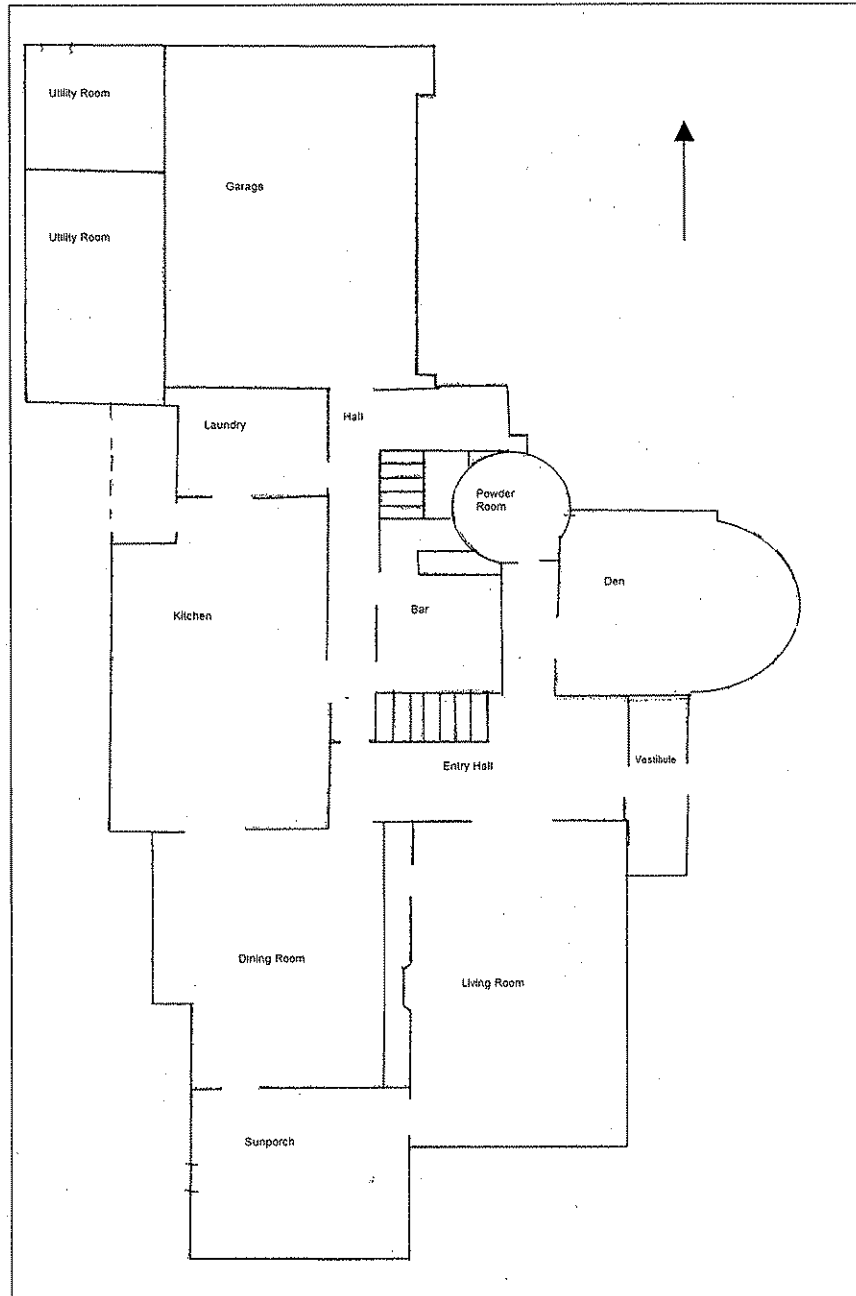 Utility Room
Garage
Utility Room
Laundry
Hall
Powder
Room
Den
Kitchen
Bar
Entry Hall
Vestibule
Dining Room
Living Room
Sunporch